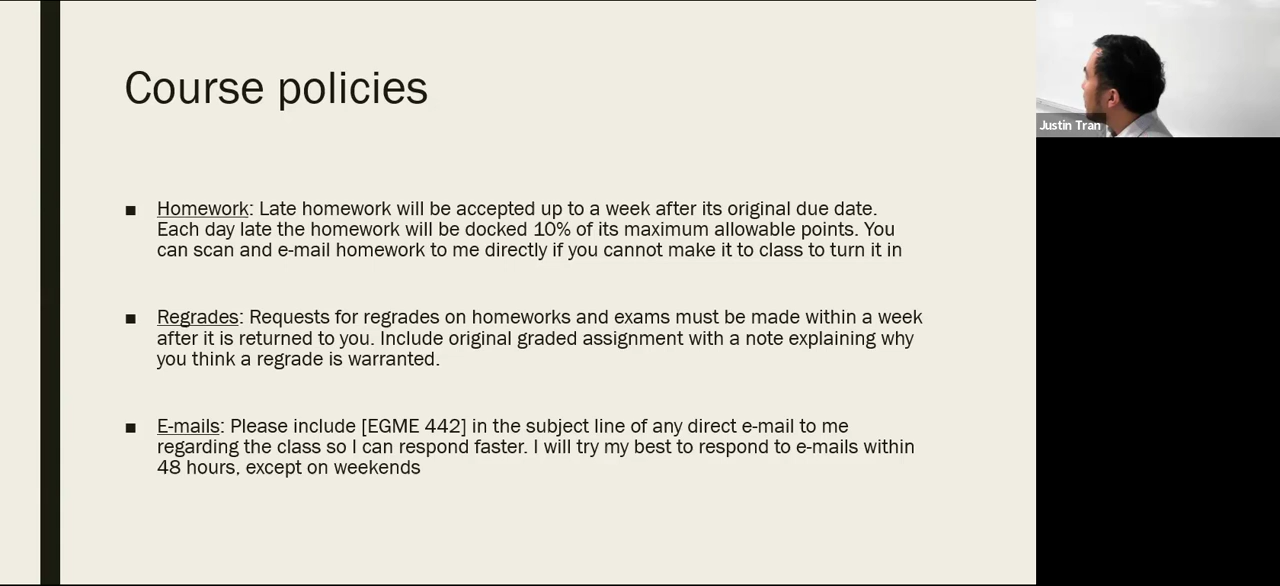 Course policies
Justin Tran
■ Homework: Late homework will be accepted up to a week after its original due date.
Each day late the homework will be docked 10% of its maximum allowable points. You
can scan and e-mail homework to me directly if you cannot make it to class to turn it in
■ Regrades: Requests for regrades on homeworks and exams must be made within a week
after it is returned to you. Include original graded assignment with a note explaining why
you think a regrade is warranted.
■ E-mails: Please include [EGME 442] in the subject line of any direct e-mail to me
regarding the class so I can respond faster. I will try my best to respond to e-mails within
48 hours, except on weekends